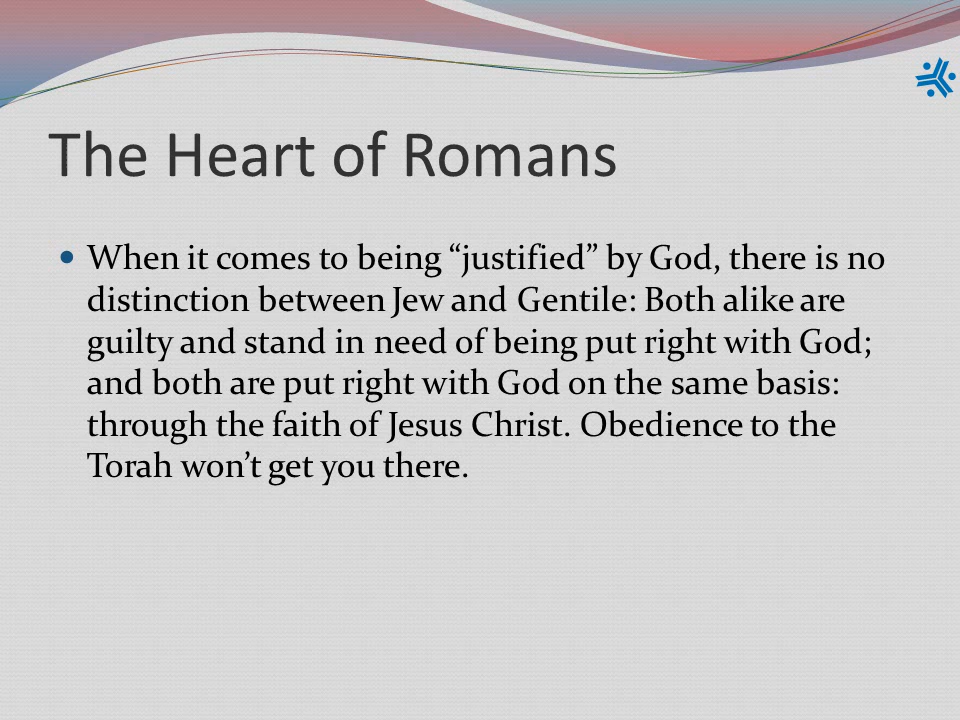 The Heart of Romans
When it comes to being “justified” by God, there is no
distinction between Jew and Gentile: Both alike are
guilty and stand in need of being put right with God;
and both are put right with God on the same basis:
through the faith of Jesus Christ. Obedience to the
Torah won’t get you there.